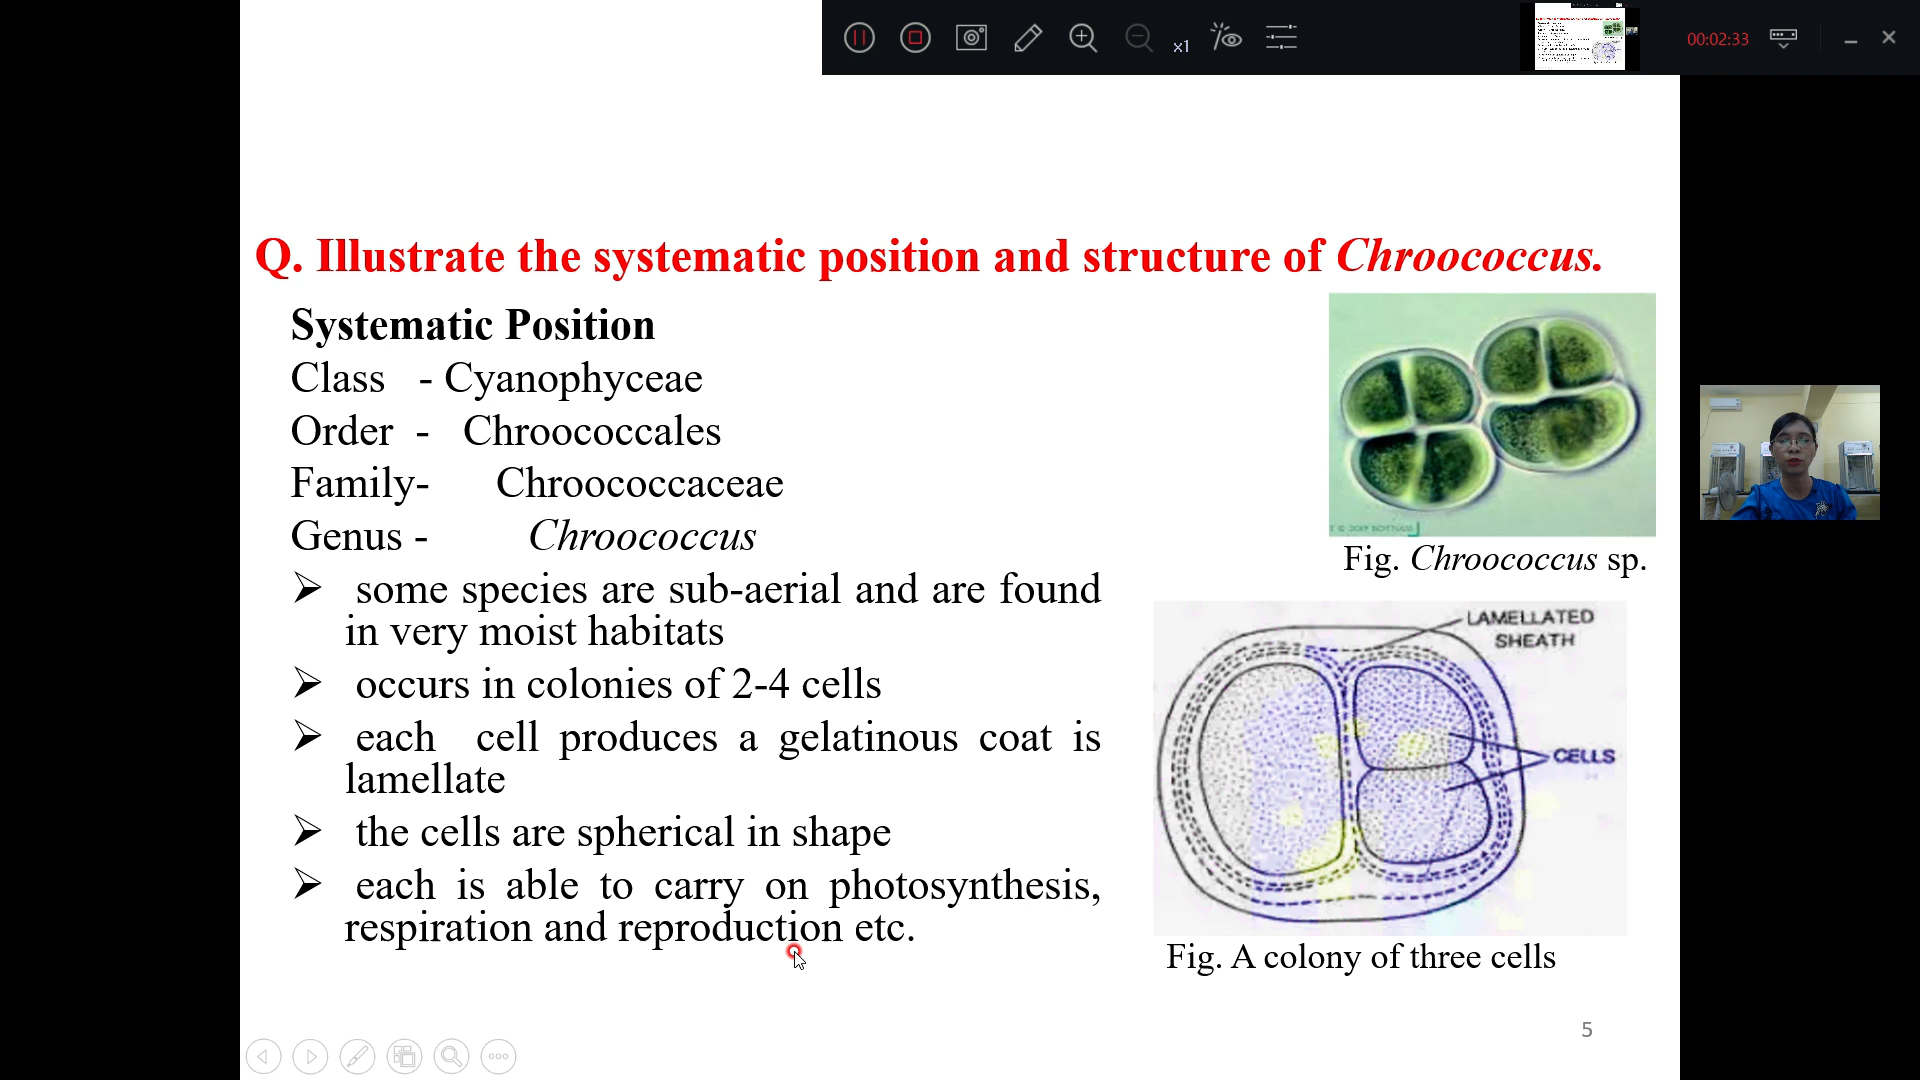 x1
00:02:33
Q. Illustrate the systematic position and structure of Chroococcus.
Systematic Position
Class - Cyanophyceae
Order - Chroococcales
Family- Chroococcaceae
Genus - Chroococcus
➢ some species are sub-aerial and are found
in very moist habitats
➢ occurs in colonies of 2-4 cells
➢ each cell produces a gelatinous coat is
lamellate
➢ the cells are spherical in shape
➢ each is able to carry on photosynthesis,
respiration and reproduction etc.
Fig. Chroococcus sp.
LAMELLATED
SHEATH
CELLS
Fig. A colony of three cells
5